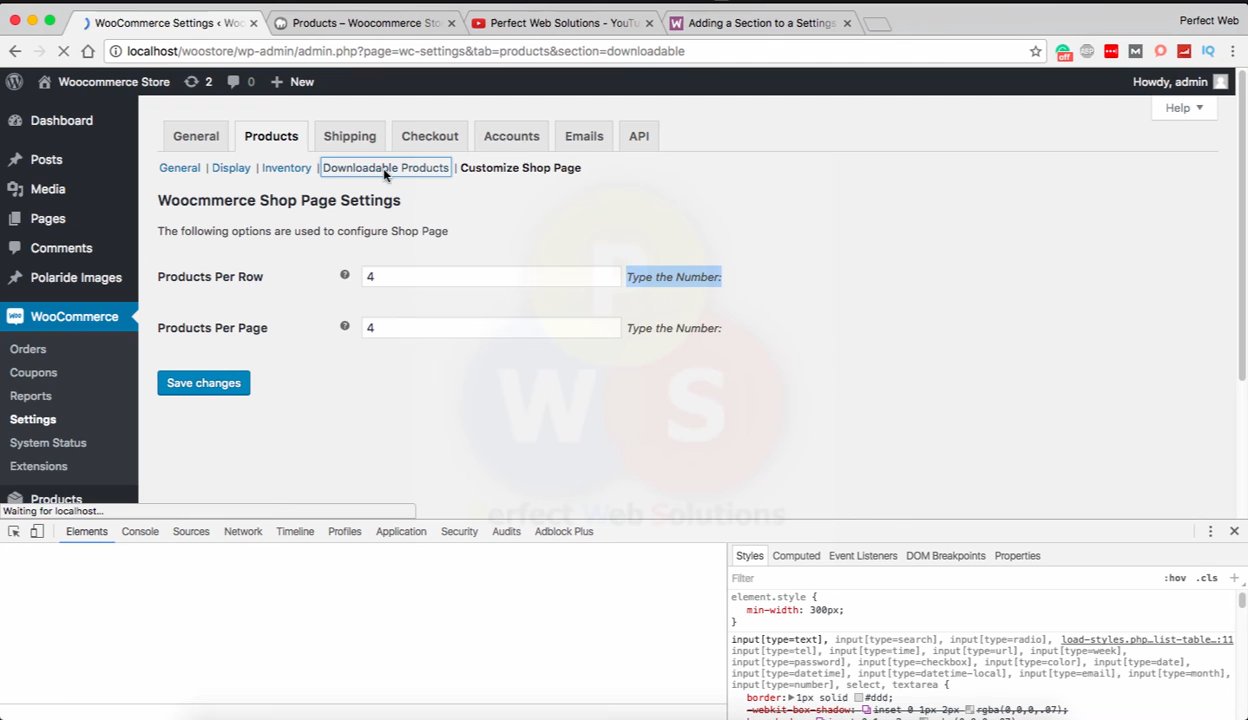 WooCommerce Settings ‹ Woo
Products – Woocommerce Sto
Perfect Web Solutions - YouTu
Adding a Section to a Settings
Perfect Web
localhost/woostore/wp-admin/admin.php?page=wc-settings&tab=products&section=downloadable
Woocommerce Store 2 0 + New Howdy, admin
Help ▼
Dashboard
Posts
Media
Pages
Comments
Polaride Images
WooCommerce
Orders
Coupons
Reports
Settings
System Status
Extensions
Products
General Products Shipping Checkout Accounts Emails API
General | Display | Inventory | Downloadable Products | Customize Shop Page
Woocmmerce Shop Page Settings
The following options are used to configure Shop Page
Products Per Row 4 Type the Number:
Products Per Page 4 Type the Number:
Save changes
P
W S
erfect Web Solutions
Waiting for localhost...
Elements Console Sources Network Timeline Profiles Application Security Audits Adblock Plus
Styles Computed Event Listeners DOM Breakpoints Properties
Filter :hov .cls +
element.style {
min-width: 300px;
}
input[type=text], input[type=search], input[type=radio], load-styles.php…list-table…:11
input[type=tel], input[type=time], input[type=url], input[type=week],
input[type=password], input[type=checkbox], input[type=color], input[type=date],
input[type=datetime], input[type=datetime-local], input[type=email], input[type=month],
input[type=number], select, textarea {
border:▶1px solid #ddd;
-webkit-box-shadow: inset 0 1px 2px rgba(0,0,0,.07);